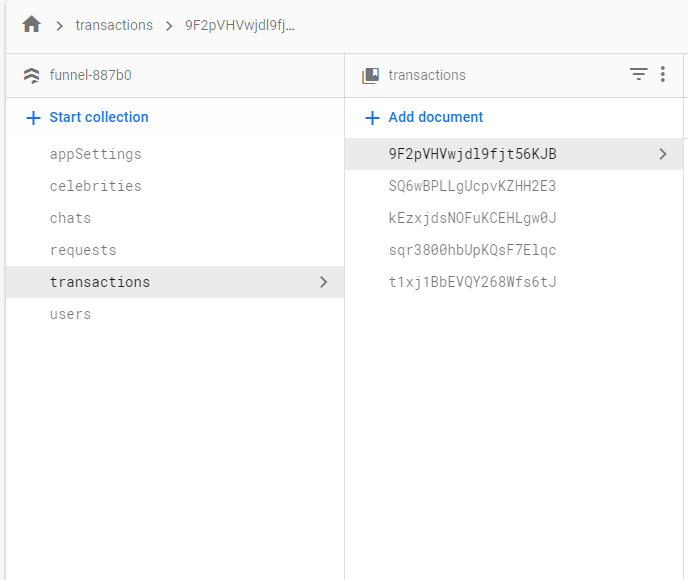 transactions
9F2pVHVwjdl9fj...
funnel-887b0
transactions
Start collection
Add document
appSettings
celebrities
chats
requests
transactions
users
9F2pVHVwjdl9fjt56KJB
SQ6wBPLLgUcpvKZHH2E3
kEzxjdsNOFuKCEHLgw0J
sqr3800hbUpKQsF7Elqc
t1xj1BbEVQY268Wfs6tJ